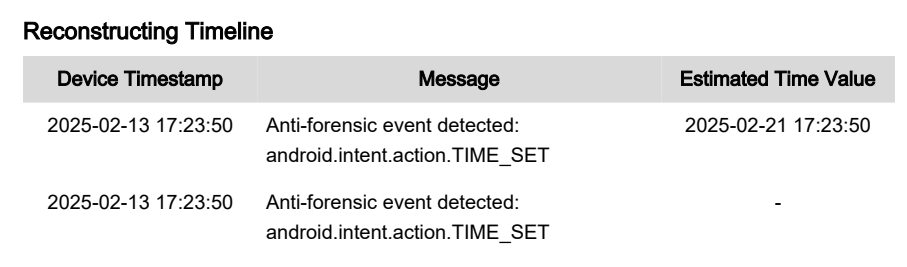 Reconstructing Timeline
Device Timestamp Message Estimated Time Value
2025-02-13 17:23:50 Anti-forensic event detected: 2025-02-21 17:23:50
android.intent.action.TIME_SET
2025-02-13 17:23:50 Anti-forensic event detected: -
android.intent.action.TIME_SET